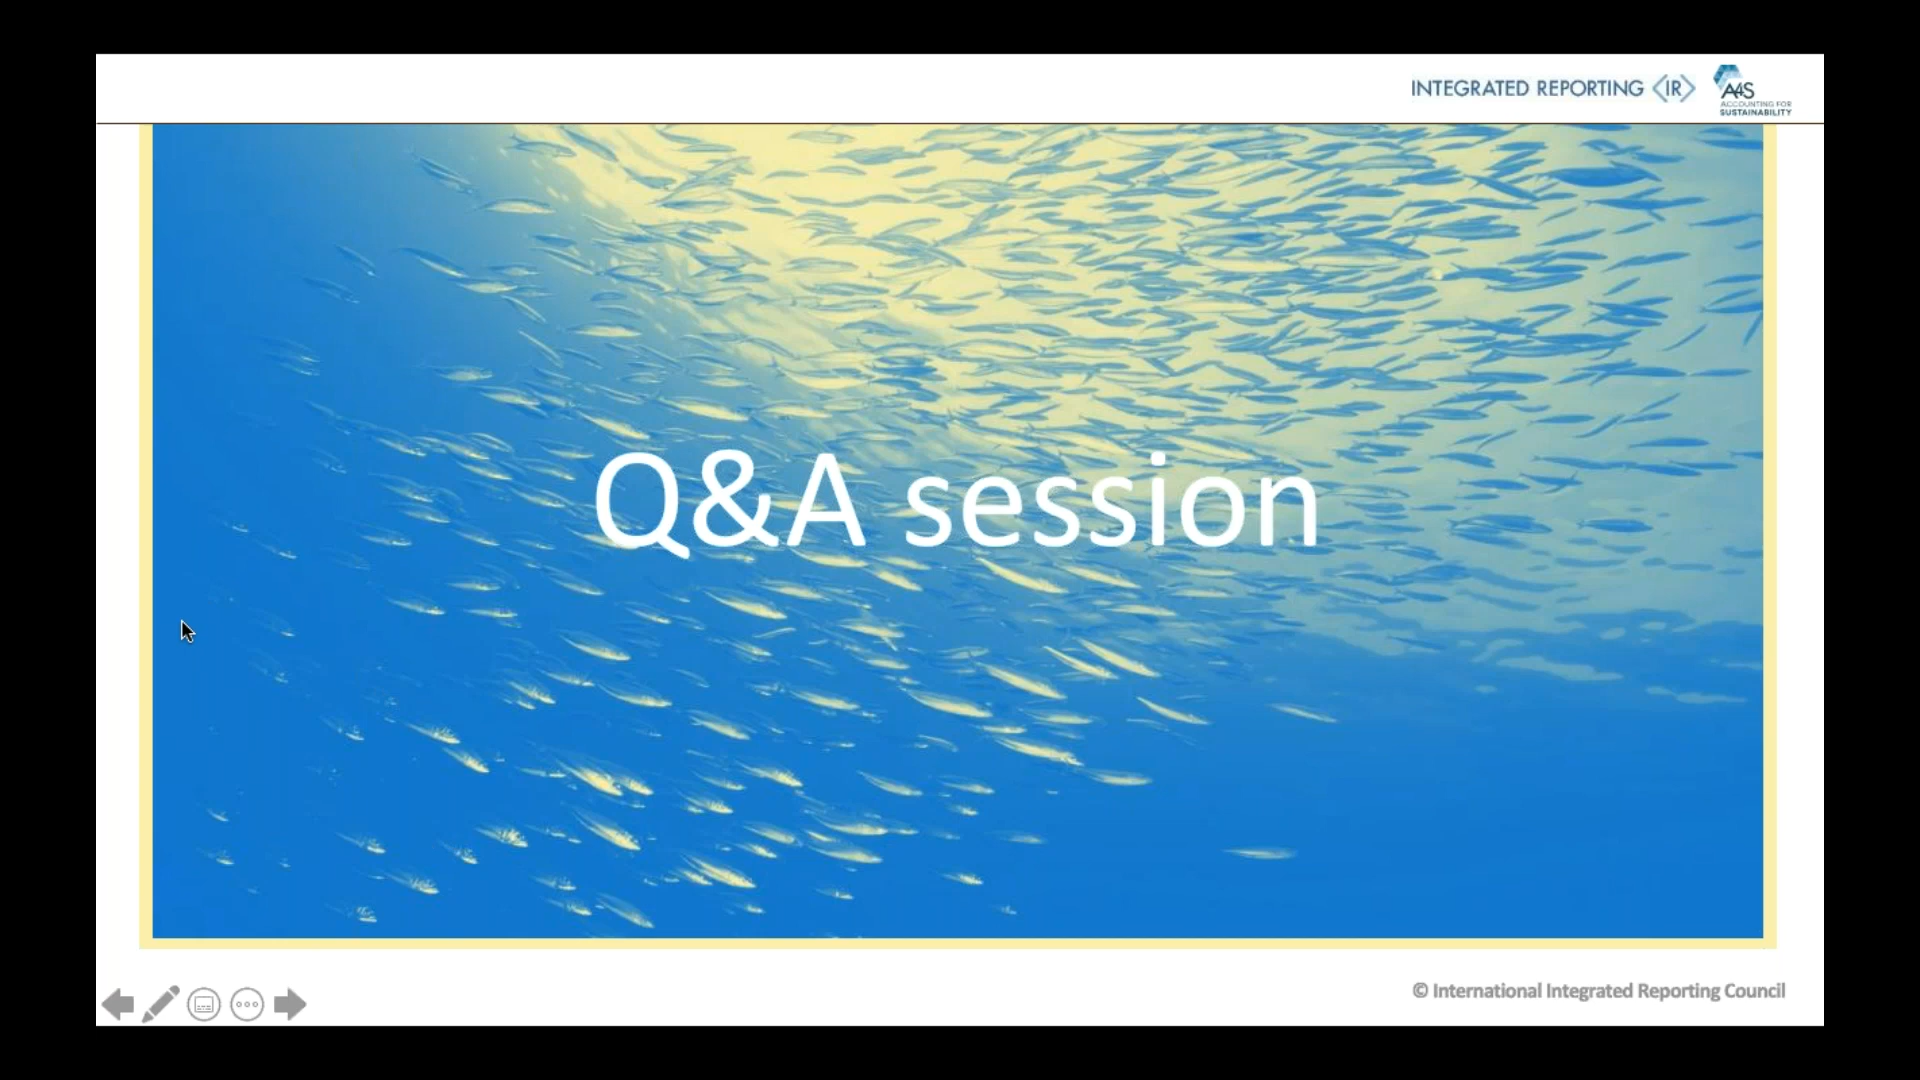 INTEGRATED REPORTING <IR>
A4S
ACCOUNTING FOR
SUSTAINABILITY
Q&A session
© International Integrated Reporting Council